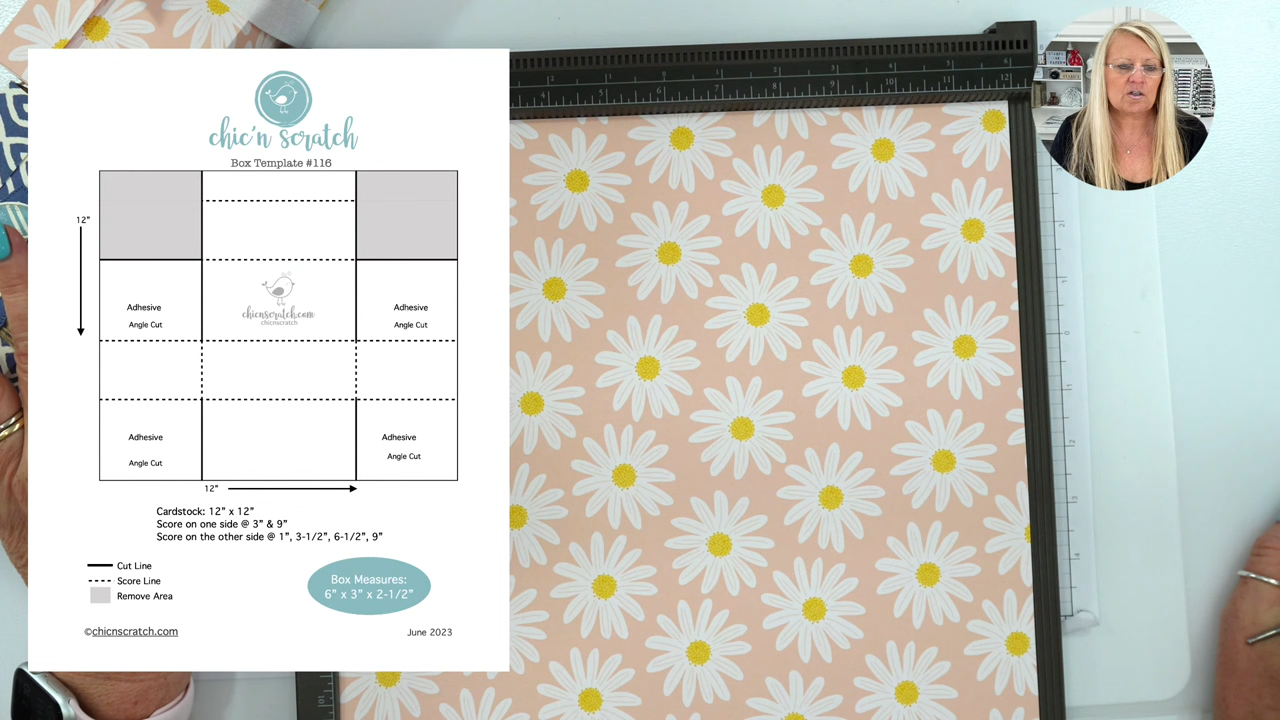 chic'n scratch
Box Template #116
12"
Adhesive
Angle Cut
chicnscratch.com
chicnscratch
Adhesive
Angle Cut
Adhesive
Angle Cut
Adhesive
Angle Cut
12"
Cardstock: 12" x 12"
Score on one side @ 3" & 9"
Score on the other side @ 1", 3-1/2", 6-1/2", 9"
Cut Line
Score Line
Remove Area
Box Measures:
6" x 3" x 2-1/2"
©chicnscratch.com
June 2023